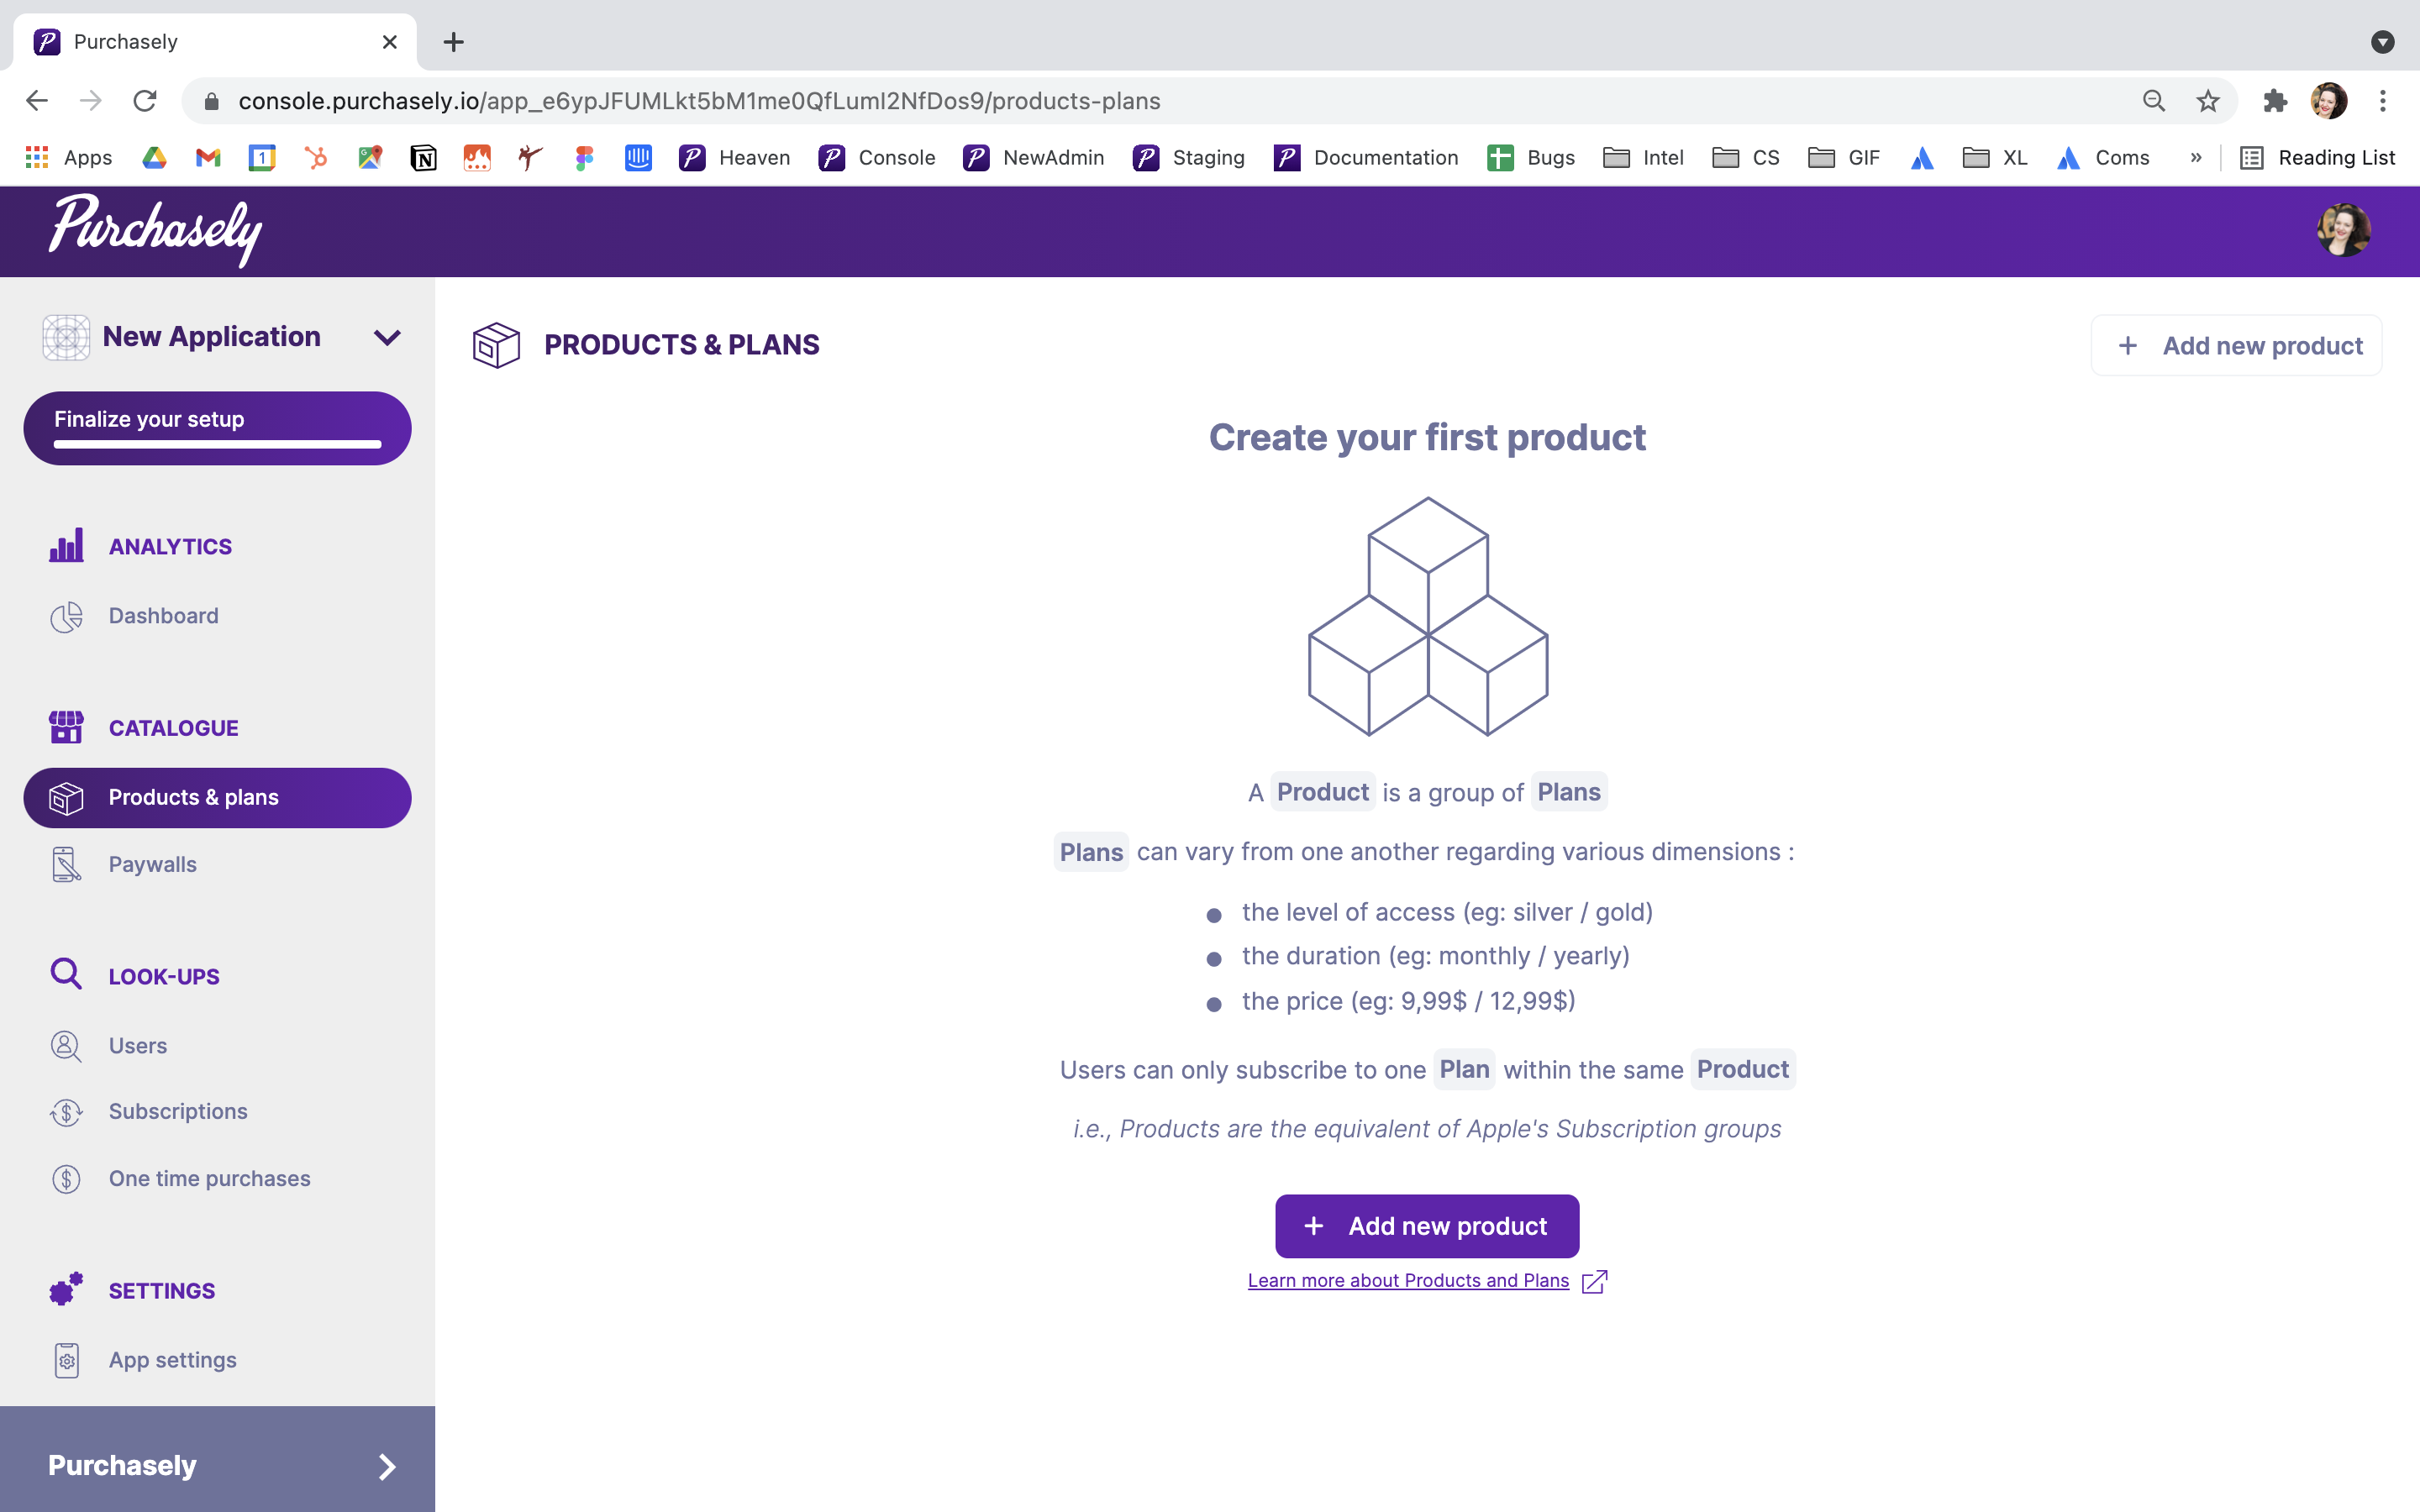 Purchasely
console.purchasely.io/app_e6ypJFUMLkt5bM1me0QfLumI2NfDos9/products-plans
Apps 1 Heaven Console NewAdmin Staging Documentation Bugs Intel CS GIF XL Coms » Reading List
Purchasely
New Application
Finalize your setup
ANALYTICS
Dashboard
CATALOGUE
Products & plans
Paywalls
LOOK-UPS
Users
Subscriptions
One time purchases
SETTINGS
App settings
Purchasely
PRODUCTS & PLANS
+ Add new product
Create your first product
A Product is a group of Plans
Plans can vary from one another regarding various dimensions :
● the level of access (eg: silver / gold)
● the duration (eg: monthly / yearly)
● the price (eg: 9,99$ / 12,99$)
Users can only subscribe to one Plan within the same Product
i.e., Products are the equivalent of Apple's Subscription groups
+ Add new product
Learn more about Products and Plans